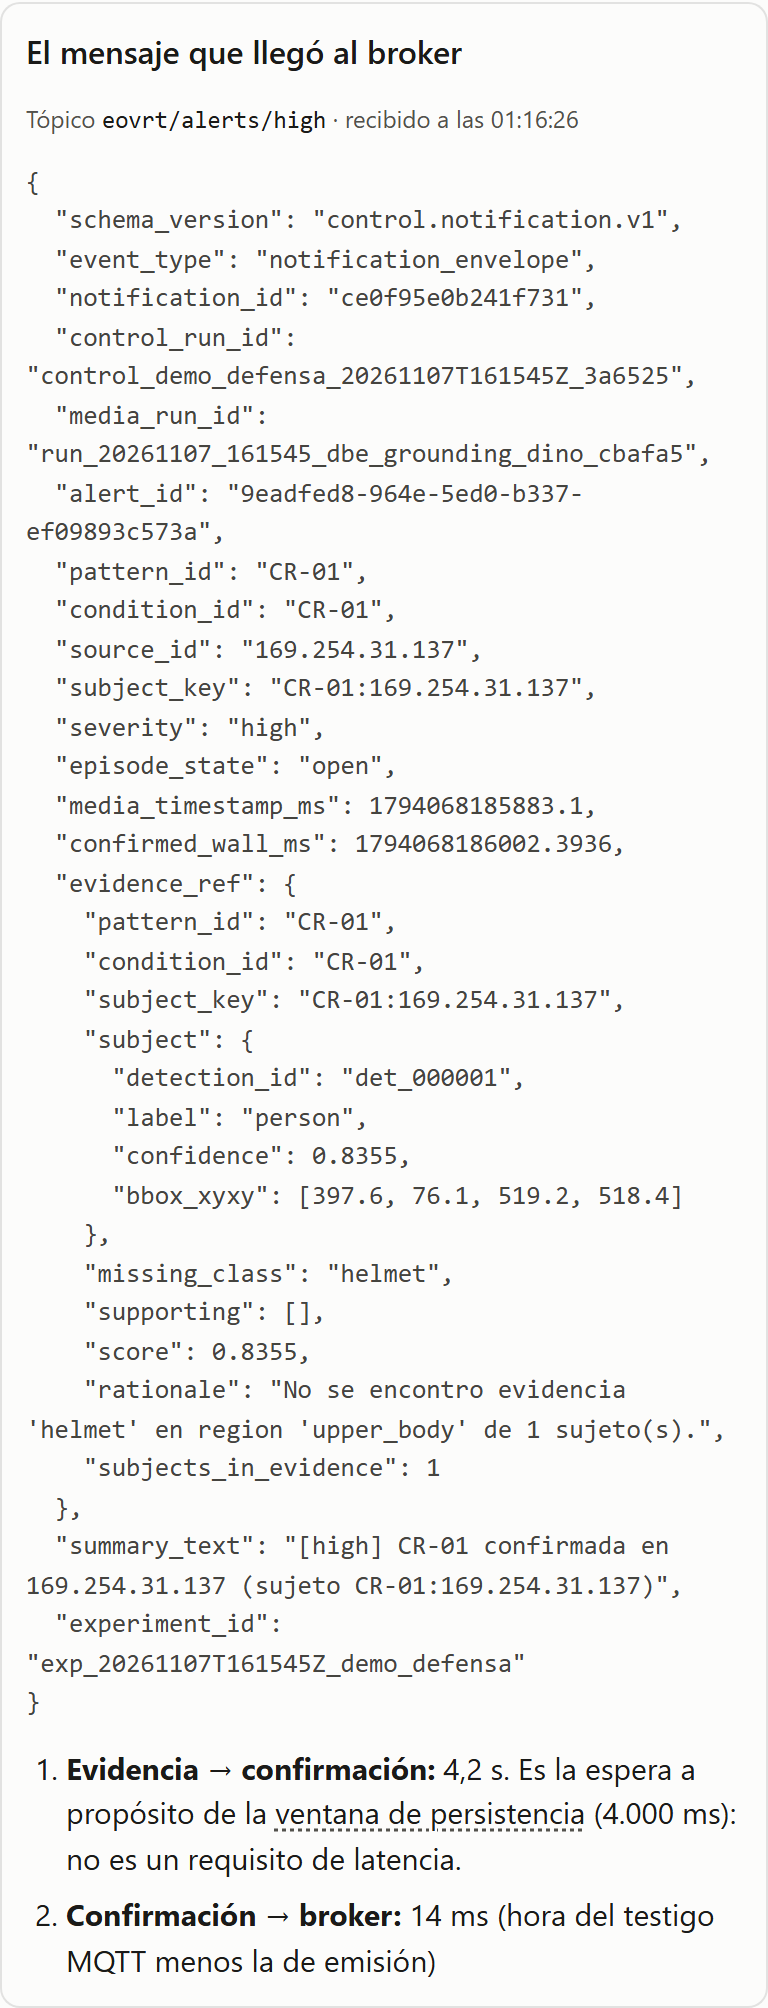 El mensaje que llegó al broker
Tópico eovrt/alerts/high · recibido a las 01:16:26
{
"schema_version": "control.notification.v1",
"event_type": "notification_envelope",
"notification_id": "ce0f95e0b241f731",
"control_run_id":
"control_demo_defensa_20261107T161545Z_3a6525",
"media_run_id":
"run_20261107_161545_dbe_grounding_dino_cbafa5",
"alert_id": "9eadfed8-964e-5ed0-b337-
ef09893c573a",
"pattern_id": "CR-01",
"condition_id": "CR-01",
"source_id": "169.254.31.137",
"subject_key": "CR-01:169.254.31.137",
"severity": "high",
"episode_state": "open",
"media_timestamp_ms": 1794068185883.1,
"confirmed_wall_ms": 1794068186002.3936,
"evidence_ref": {
"pattern_id": "CR-01",
"condition_id": "CR-01",
"subject_key": "CR-01:169.254.31.137",
"subject": {
"detection_id": "det_000001",
"label": "person",
"confidence": 0.8355,
"bbox_xyxy": [397.6, 76.1, 519.2, 518.4]
},
"missing_class": "helmet",
"supporting": [],
"score": 0.8355,
"rationale": "No se encontro evidencia
'helmet' en region 'upper_body' de 1 sujeto(s).",
"subjects_in_evidence": 1
},
"summary_text": "[high] CR-01 confirmada en
169.254.31.137 (sujeto CR-01:169.254.31.137)",
"experiment_id":
"exp_20261107T161545Z_demo_defensa"
}
1. Evidencia → confirmación: 4,2 s. Es la espera a
propósito de la ventana de persistencia (4.000 ms):
no es un requisito de latencia.
2. Confirmación → broker: 14 ms (hora del testigo
MQTT menos la de emisión)